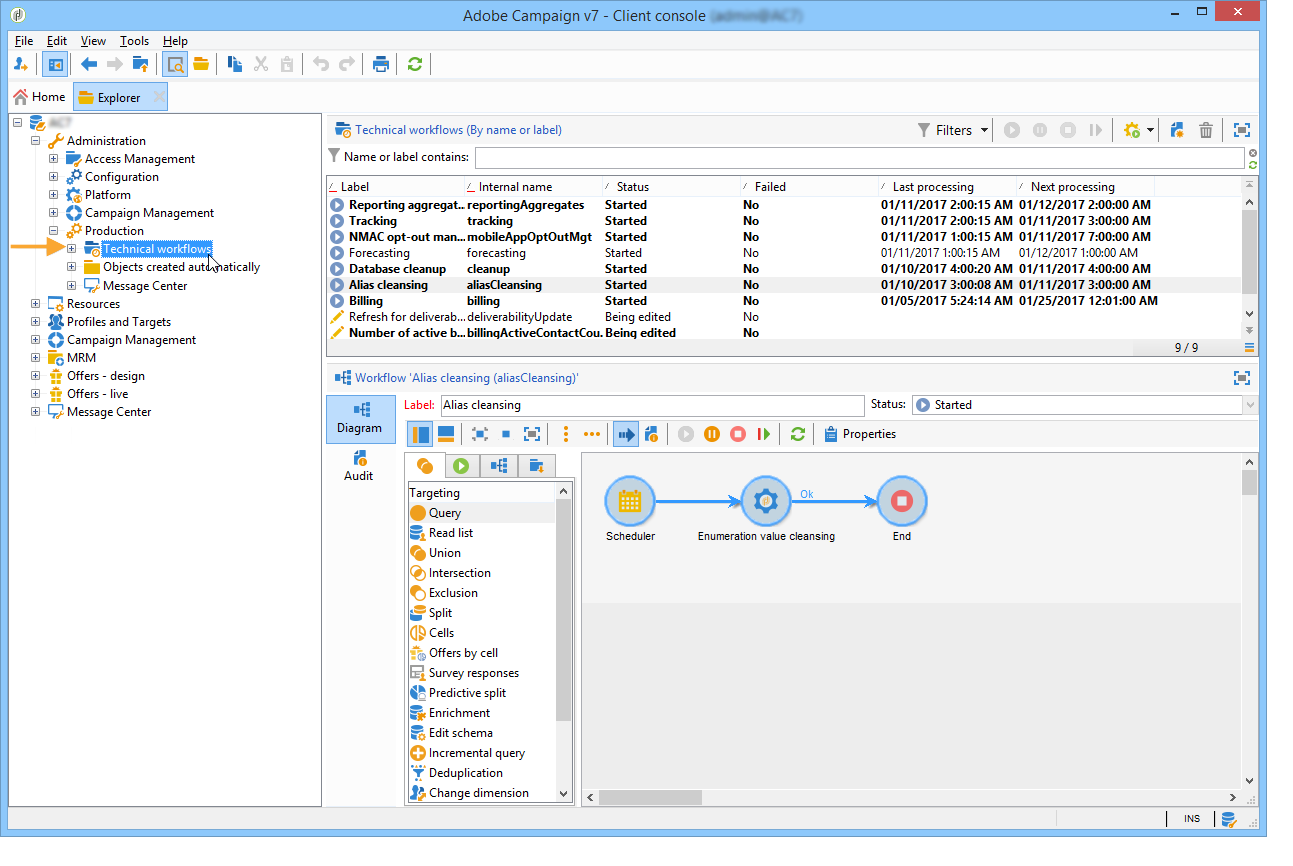 Adobe Campaign v7 - Client console
File Edit View Tools Help
Home Explorer
Administration
Access Management
Configuration
Platform
Campaign Management
Production
Technical workflows
Objects created automatically
Message Center
Resources
Profiles and Targets
Campaign Management
MRM
Offers - design
Offers - live
Message Center
Technical workflows (By name or label) Filters
Name or label contains:
Label Internal name Status Failed Last processing Next processing
Reporting aggregat... reportingAggregates Started No 01/11/2017 2:00:15 AM 01/12/2017 2:00:00 AM
Tracking tracking Started No 01/11/2017 2:00:15 AM 01/11/2017 3:00:00 AM
NMAC opt-out man... mobileAppOptOutMgt Started No 01/11/2017 1:00:15 AM 01/11/2017 7:00:00 AM
Forecasting forecasting Started No 01/11/2017 1:00:15 AM 01/12/2017 1:00:00 AM
Database cleanup cleanup Started No 01/10/2017 4:00:20 AM 01/11/2017 4:00:00 AM
Alias cleansing aliasCleansing Started No 01/10/2017 3:00:08 AM 01/11/2017 3:00:00 AM
Billing billing Started No 01/05/2017 5:24:14 AM 01/25/2017 12:01:00 AM
Refresh for deliverab... deliverabilityUpdate Being edited No
Number of active b... billingActiveContactCou. Being edited No
9 / 9
Workflow 'Alias cleansing (aliasCleansing)'
Diagram
Audit
Label: Alias cleansing Status: Started
Properties
Targeting
Query
Read list
Union
Intersection
Exclusion
Split
Cells
Offers by cell
Survey responses
Predictive split
Enrichment
Edit schema
Incremental query
Deduplication
Change dimension
Ok
Scheduler Enumeration value cleansing End
INS